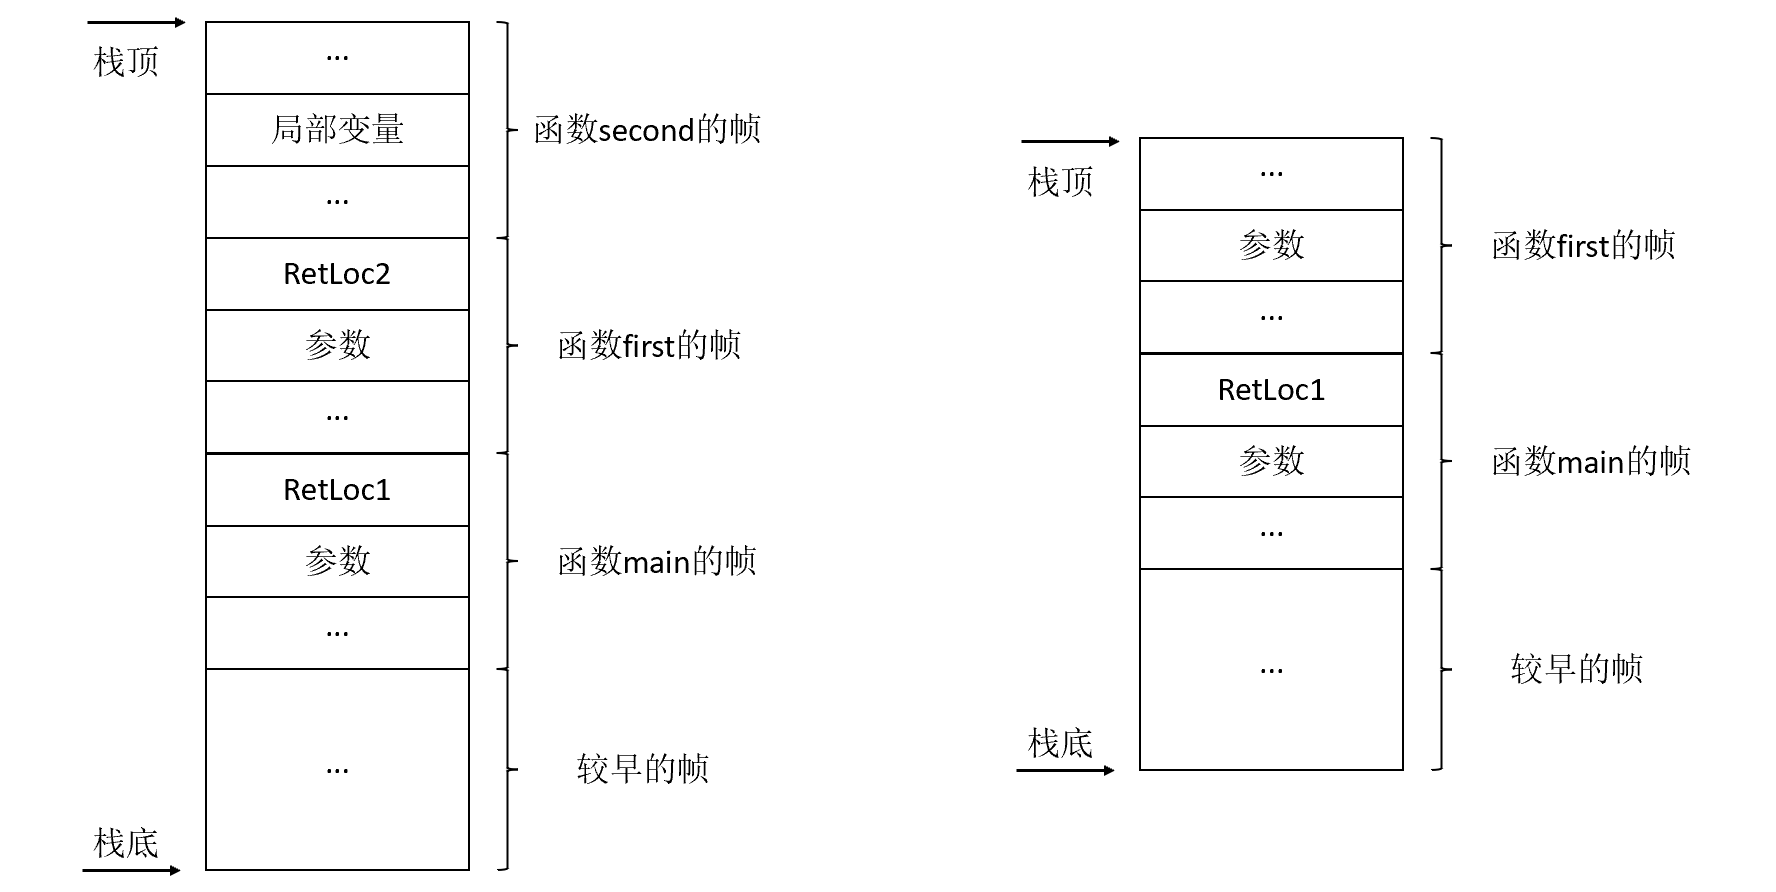 栈顶
...
局部变量
...
函数second的帧
RetLoc2
参数
...
函数first的帧
RetLoc1
参数
...
函数main的帧
...
较早的帧
栈底
栈顶
...
参数
...
函数first的帧
RetLoc1
参数
...
函数main的帧
...
较早的帧
栈底